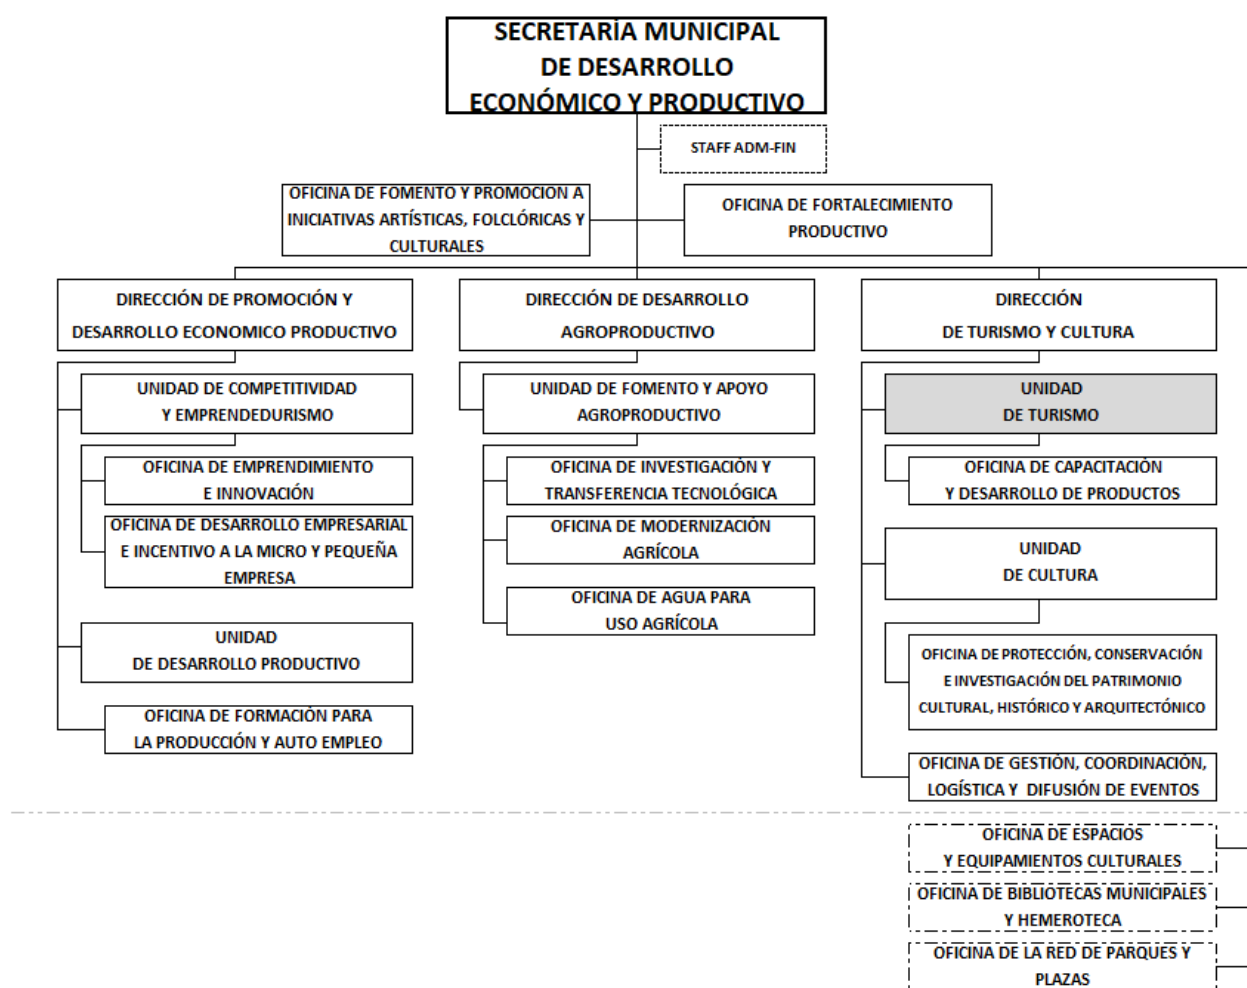 SECRETARÍA MUNICIPAL
DE DESARROLLO
ECONÓMICO Y PRODUCTIVO
STAFF ADM-FIN
OFICINA DE FOMENTO Y PROMOCIÓN A
INICIATIVAS ARTÍSTICAS, FOLCLÓRICAS Y
CULTURALES
OFICINA DE FORTALECIMIENTO
PRODUCTIVO
DIRECCIÓN DE PROMOCIÓN Y
DESARROLLO ECONOMICO PRODUCTIVO
UNIDAD DE COMPETITIVIDAD
Y EMPRENDEDURISMO
OFICINA DE EMPRENDIMIENTO
E INNOVACIÓN
OFICINA DE DESARROLLO EMPRESARIAL
E INCENTIVO A LA MICRO Y PEQUEÑA
EMPRESA
UNIDAD
DE DESARROLLO PRODUCTIVO
OFICINA DE FORMACIÓN PARA
LA PRODUCCIÓN Y AUTO EMPLEO
DIRECCIÓN DE DESARROLLO
AGROPRODUCTIVO
UNIDAD DE FOMENTO Y APOYO
AGROPRODUCTIVO
OFICINA DE INVESTIGACIÓN Y
TRANSFERENCIA TECNOLÓGICA
OFICINA DE MODERNIZACIÓN
AGRÍCOLA
OFICINA DE AGUA PARA
USO AGRÍCOLA
DIRECCIÓN
DE TURISMO Y CULTURA
UNIDAD
DE TURISMO
OFICINA DE CAPACITACIÓN
Y DESARROLLO DE PRODUCTOS
UNIDAD
DE CULTURA
OFICINA DE PROTECCIÓN, CONSERVACIÓN
E INVESTIGACIÓN DEL PATRIMONIO
CULTURAL, HISTÓRICO Y ARQUITECTÓNICO
OFICINA DE GESTIÓN, COORDINACIÓN,
LOGÍSTICA Y DIFUSIÓN DE EVENTOS
OFICINA DE ESPACIOS
Y EQUIPAMIENTOS CULTURALES
OFICINA DE BIBLIOTECAS MUNICIPALES
Y HEMEROTECA
OFICINA DE LA RED DE PARQUES Y
PLAZAS